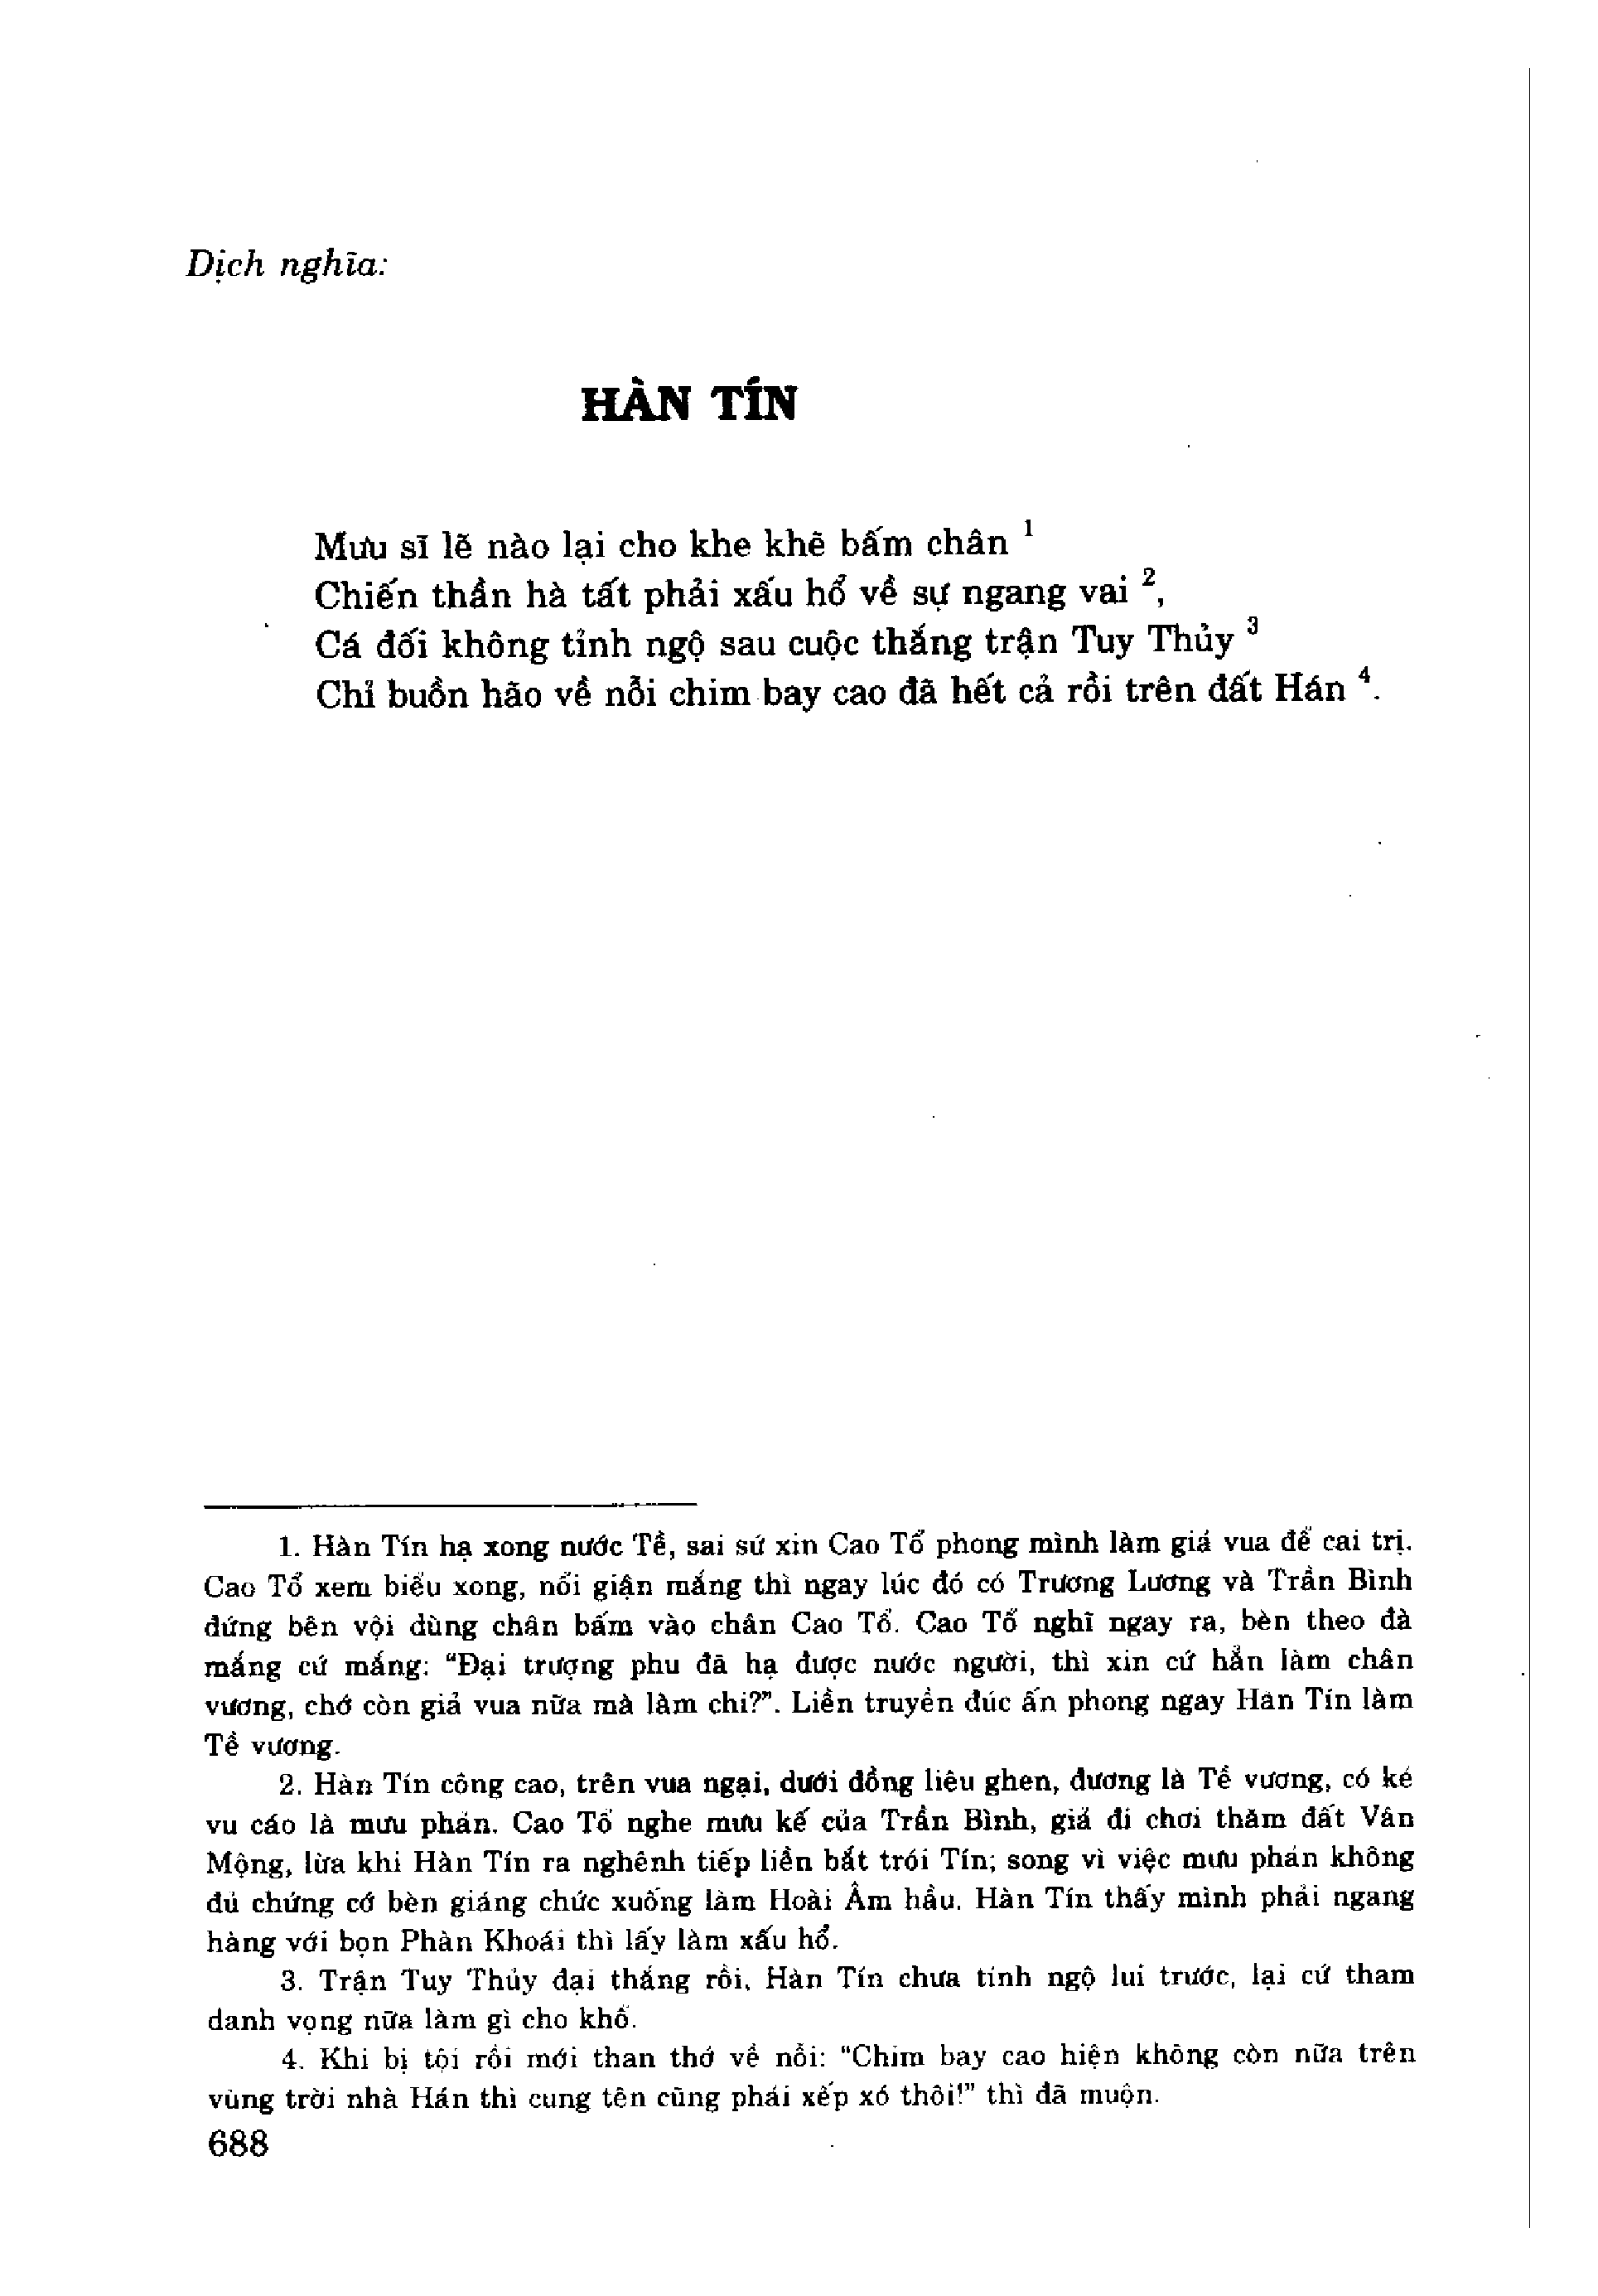 Dịch nghĩa:
HÀN TÍN
Mưu sĩ lẽ nào lại cho khe khẽ bấm chân ¹
Chiến thần hà tất phải xấu hổ về sự ngang vai ²,
Cá đối không tỉnh ngộ sau cuộc thắng trận Tuy Thủy ³
Chỉ buồn hão về nỗi chim bay cao đã hết cả rồi trên đất Hán ⁴.
1. Hàn Tín hạ xong nước Tề, sai sứ xin Cao Tổ phong mình làm giả vua để cai trị.
Cao Tổ xem biểu xong, nổi giận mắng thì ngay lúc đó có Trương Lương và Trần Bình
đứng bên vội dùng chân bấm vào chân Cao Tổ. Cao Tổ nghĩ ngay ra, bèn theo đà
mắng cứ mắng: “Đại trượng phu đã hạ được nước người, thì xin cứ hẳn làm chân
vương, chớ còn giả vua nữa mà làm chi?”. Liền truyền đúc ấn phong ngay Hàn Tín làm
Tề vương.
2. Hàn Tín công cao, trên vua ngại, dưới đồng liêu ghen, đương là Tề vương, có kẻ
vu cáo là mưu phản. Cao Tổ nghe mưu kế của Trần Bình, giả đi chơi thăm đất Vân
Mộng, lừa khi Hàn Tín ra nghênh tiếp liền bắt trói Tín; song vì việc mưu phản không
đủ chứng cớ bèn giáng chức xuống làm Hoài Âm hầu. Hàn Tín thấy mình phải ngang
hàng với bọn Phàn Khoái thì lấy làm xấu hổ.
3. Trận Tuy Thủy đại thắng rồi, Hàn Tín chưa tỉnh ngộ lui trước, lại cứ tham
danh vọng nữa làm gì cho khổ.
4. Khi bị tội rồi mới than thở về nỗi: “Chim bay cao hiện không còn nữa trên
vùng trời nhà Hán thì cung tên cũng phải xếp xó thôi!” thì đã muộn.
688